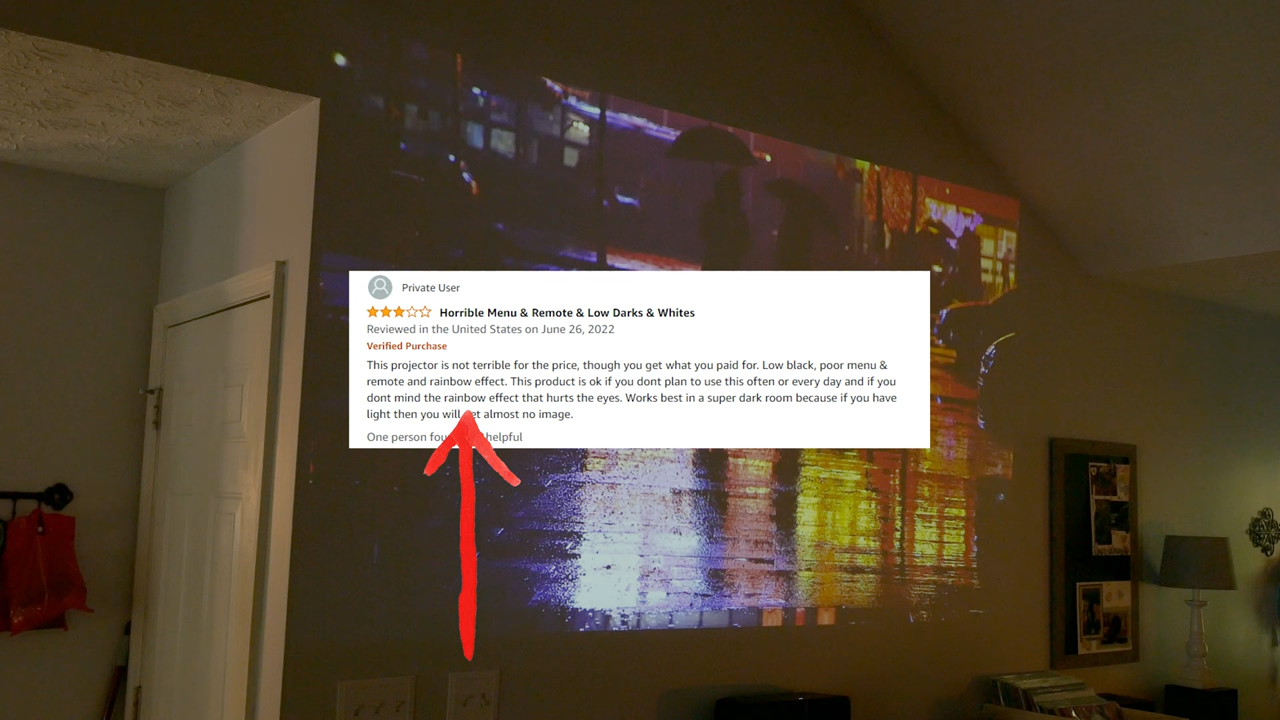 Private User
Horrible Menu & Remote & Low Darks & Whites
Reviewed in the United States on June 26, 2022
Verified Purchase
This projector is not terrible for the price, though you get what you paid for. Low black, poor menu &
remote and rainbow effect. This product is ok if you dont plan to use this often or every day and if you
dont mind the rainbow effect that hurts the eyes. Works best in a super dark room because if you have
light then you will get almost no image.
One person helpful